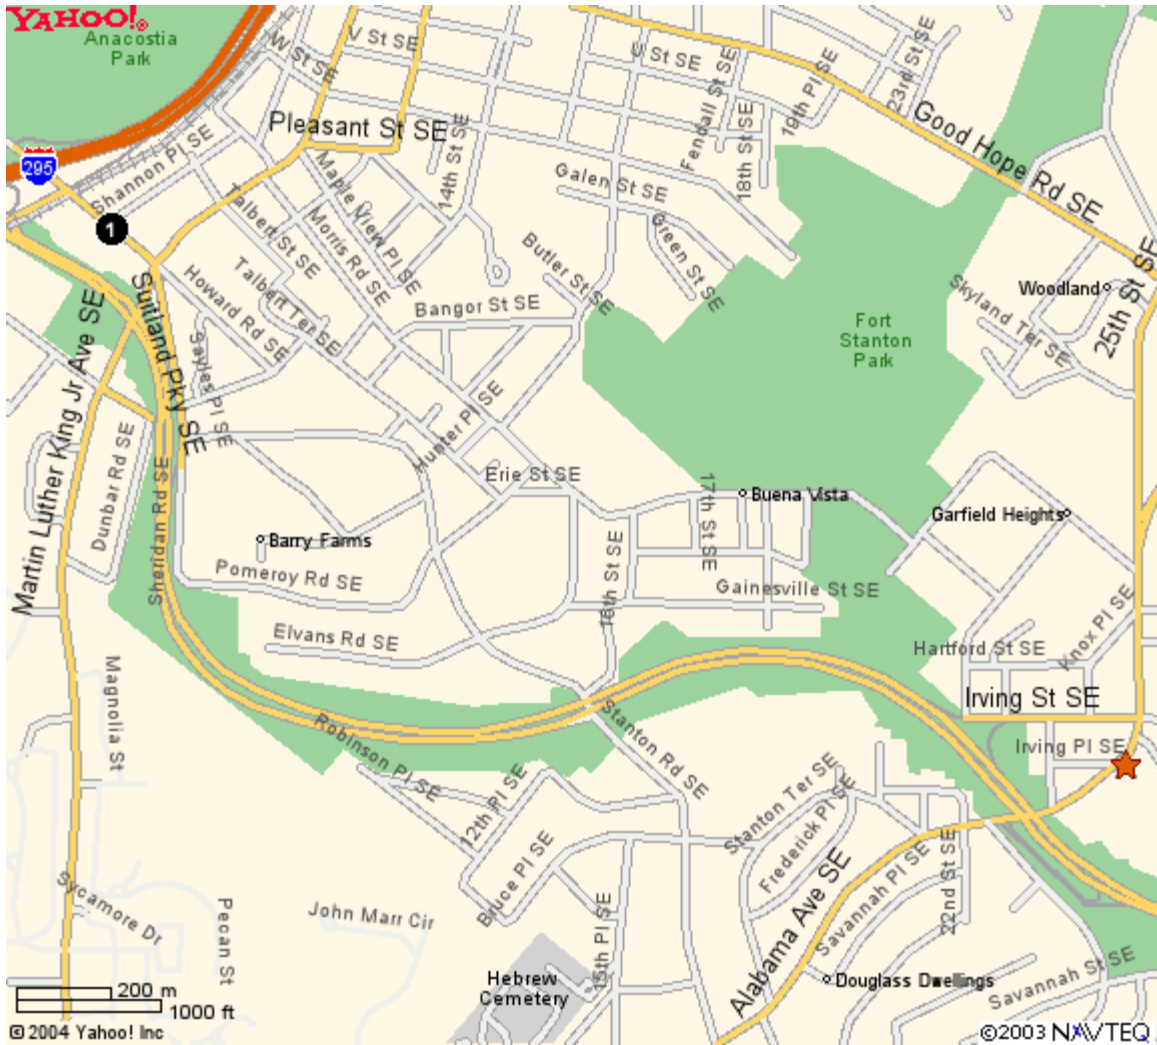 YAHOO!®
Anacostia
Park
W St SE
V St SE
U St SE
23rd St SE
19th Pl SE
Fendall St SE
18th St SE
Pleasant St SE
Good Hope Rd SE
295
Shannon Pl SE
Maple View Pl SE
14th St SE
Galen St SE
Talbert St SE
Morris Rd SE
Green St SE
1
Butler St SE
Talbert Ter SE
Howard Rd SE
Bangor St SE
Suitland Pky SE
Woodland
25th St SE
Skyland Ter SE
Fort
Stanton
Park
Sayles Pl SE
Martin Luther King Jr Ave SE
Hunter Pl SE
Dunbar Rd SE
Sheridan Rd SE
Erie St SE
17th St SE
Buena Vista
Garfield Heights
Barry Farms
Pomeroy Rd SE
16th St SE
Gainesville St SE
Elvans Rd SE
Hartford St SE
Knox Pl SE
Magnolia St
Irving St SE
Robinson Pl SE
Stanton Rd SE
Irving Pl SE
12th Pl SE
Stanton Ter SE
Frederick Pl SE
Bruce Pl SE
Alabama Ave SE
Savannah Pl SE
22nd St SE
Sycamore Dr
Pecan St
John Marr Cir
15th Pl SE
Hebrew
Cemetery
Douglass Dwellings
Savannah St SE
200 m
1000 ft
©2004 Yahoo! Inc
©2003 NAVTEQ